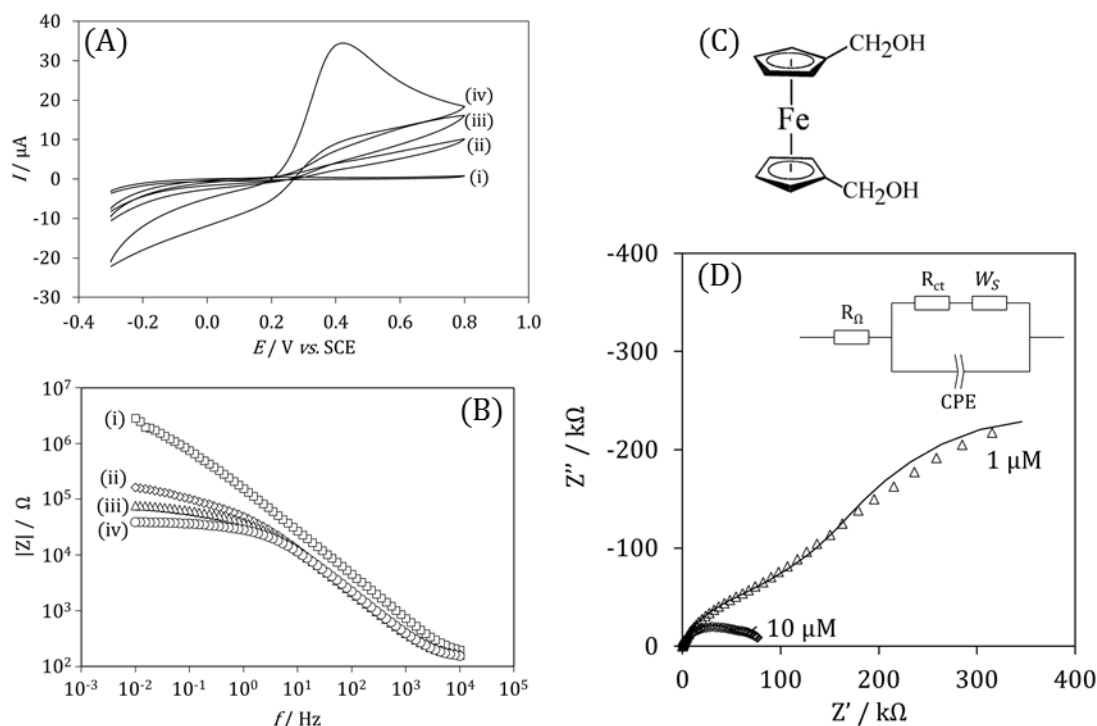 (A)
I / μA
40
30
20
10
0
-10
-20
-30
-0.4 -0.2 0.0 0.2 0.4 0.6 0.8 1.0
E / V vs. SCE
(iv)
(iii)
(ii)
(i)
(B)
|Z| / Ω
10⁷
10⁶
10⁵
10⁴
10³
10²
10⁻³ 10⁻² 10⁻¹ 10⁰ 10¹ 10² 10³ 10⁴ 10⁵
f / Hz
(i)
(ii)
(iii)
(iv)
(C)
CH₂OH
Fe
CH₂OH
(D)
Z'' / kΩ
-400
-300
-200
-100
0
0 100 200 300 400
Z' / kΩ
R_Ω
R_ct
W_S
CPE
1 μM
10 μM